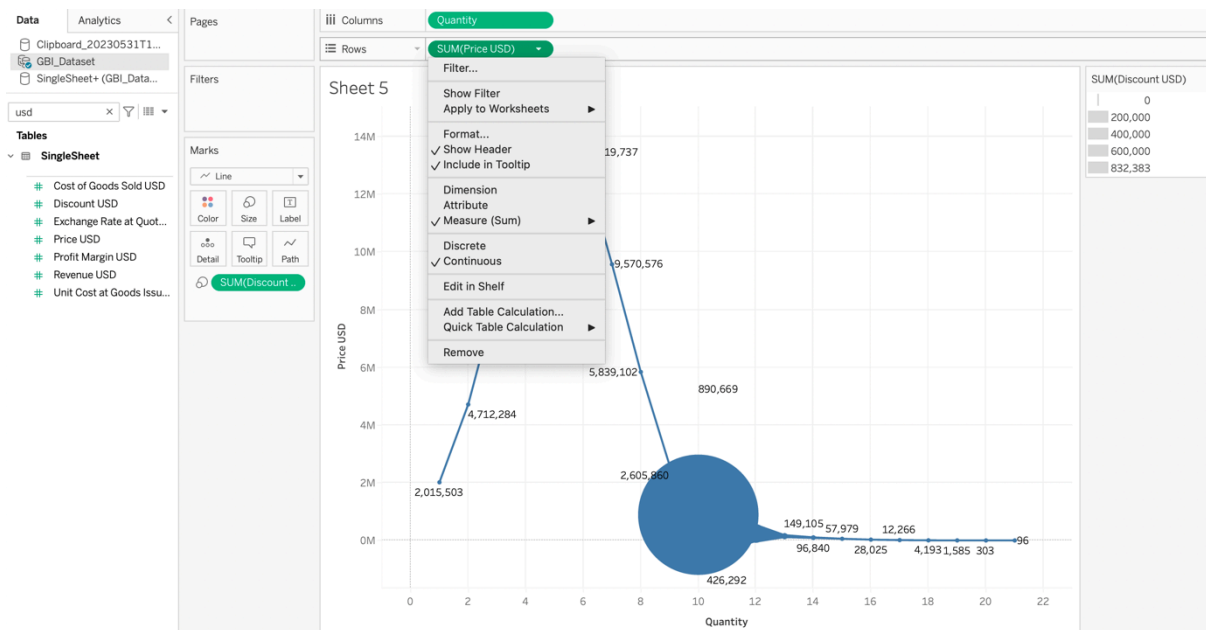 Data
Analytics
<
Clipboard_20230531T1...
GBI_Dataset
SingleSheet+ (GBI_Data...
usd
Tables
SingleSheet
Cost of Goods Sold USD
Discount USD
Exchange Rate at Quot...
Price USD
Profit Margin USD
Revenue USD
Unit Cost at Goods Issu...
Pages
Filters
Marks
Line
Color
Size
Label
Detail
Tooltip
Path
SUM(Discount ..
Columns
Quantity
Rows
SUM(Price USD)
Filter...
Show Filter
Apply to Worksheets
Format...
Show Header
Include in Tooltip
Dimension
Attribute
Measure (Sum)
Discrete
Continuous
Edit in Shelf
Add Table Calculation...
Quick Table Calculation
Remove
Sheet 5
14M
12M
10M
8M
6M
4M
2M
0M
Price USD
19,737
9,570,576
5,839,102
890,669
4,712,284
2,605,860
2,015,503
149,105
57,979
12,266
96,840
28,025
4,193
1,585
303
96
426,292
0 2 4 6 8 10 12 14 16 18 20 22
Quantity
SUM(Discount USD)
0
200,000
400,000
600,000
832,383